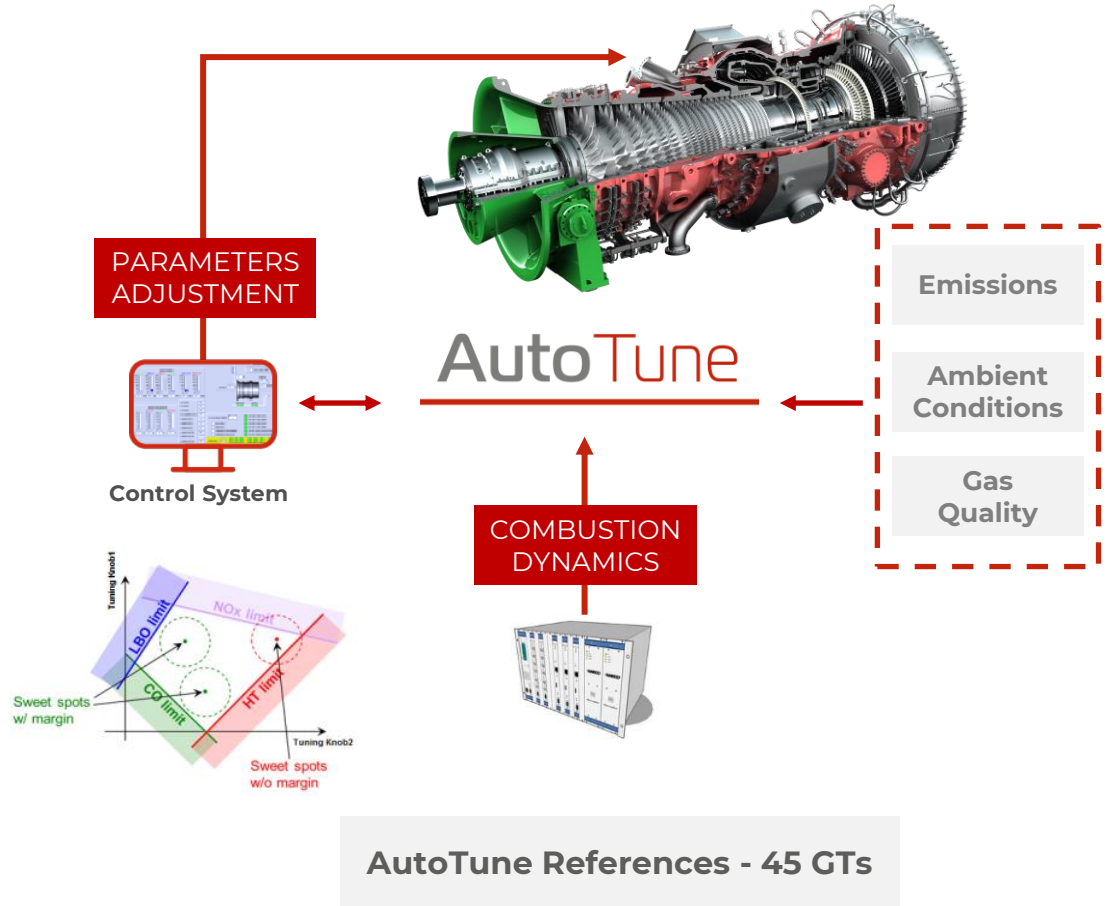 PARAMETERS
ADJUSTMENT
Emissions
AutoTune
Ambient
Conditions
Control System
Gas
Quality
COMBUSTION
DYNAMICS
Tuning Knob1
LBO limit
NOx limit
CO limit
HT limit
Sweet spots
w/ margin
Tuning Knob2
Sweet spots
w/o margin
AutoTune References - 45 GTs